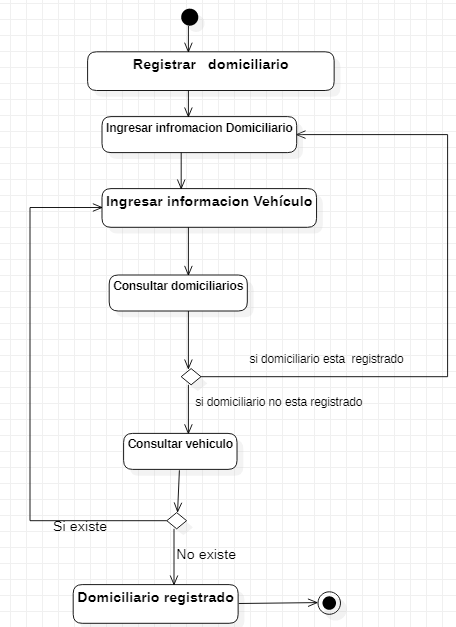 Registrar domiciliario
Ingresar infromacion Domiciliario
Ingresar informacion Vehículo
Consultar domiciliarios
si domiciliario esta registrado
si domiciliario no esta registrado
Consultar vehiculo
Si existe
No existe
Domiciliario registrado